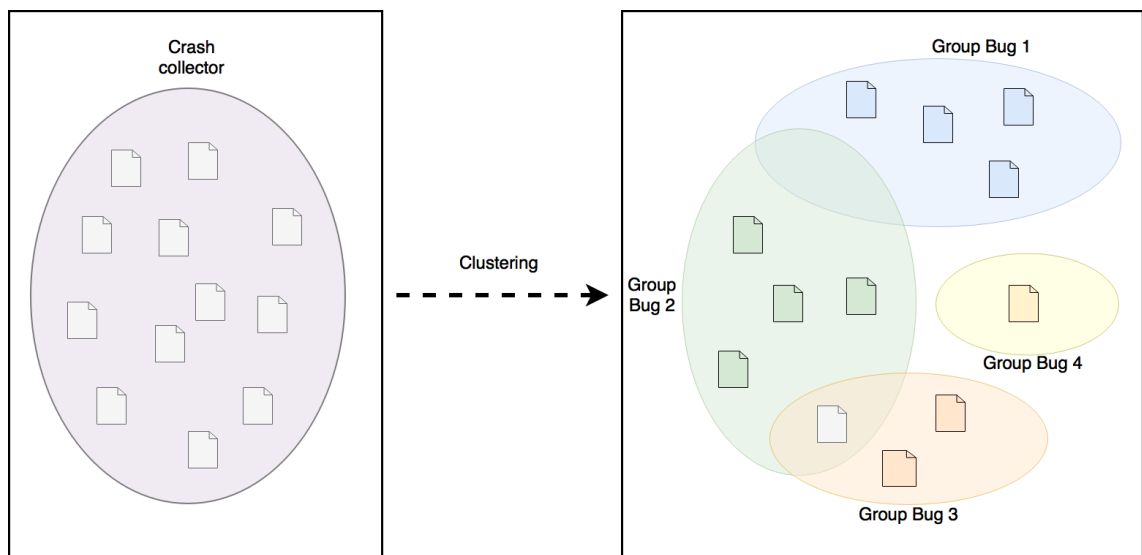 Crash
collector
Clustering
Group Bug 1
Group
Bug 2
Group Bug 4
Group Bug 3